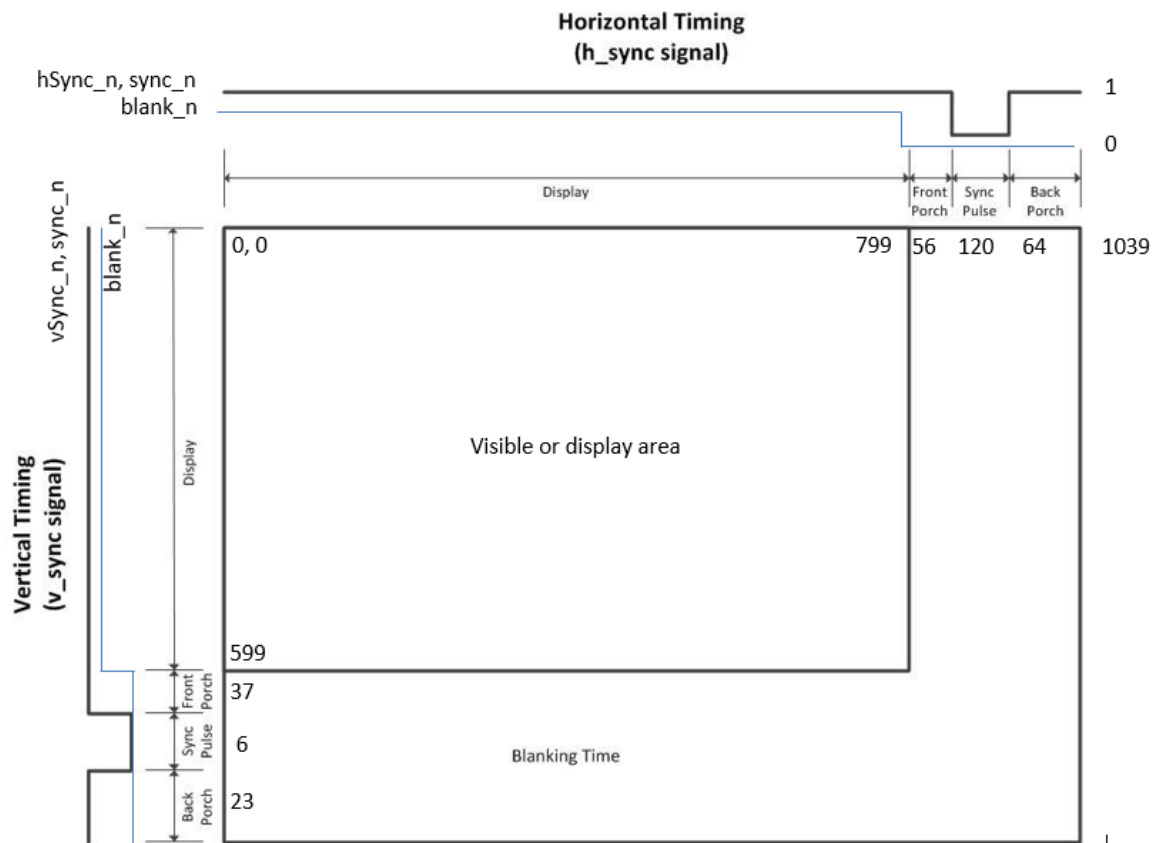 Horizontal Timing
(h_sync signal)
hSync_n, sync_n
1
blank_n
0
Display
Front
Porch
Sync
Pulse
Back
Porch
vSync_n, sync_n
blank_n
0, 0
799
56
120
64
1039
Display
Visible or display area
Vertical Timing
(v_sync signal)
599
Front
Porch
37
Sync
Pulse
6
Blanking Time
Back
Porch
23